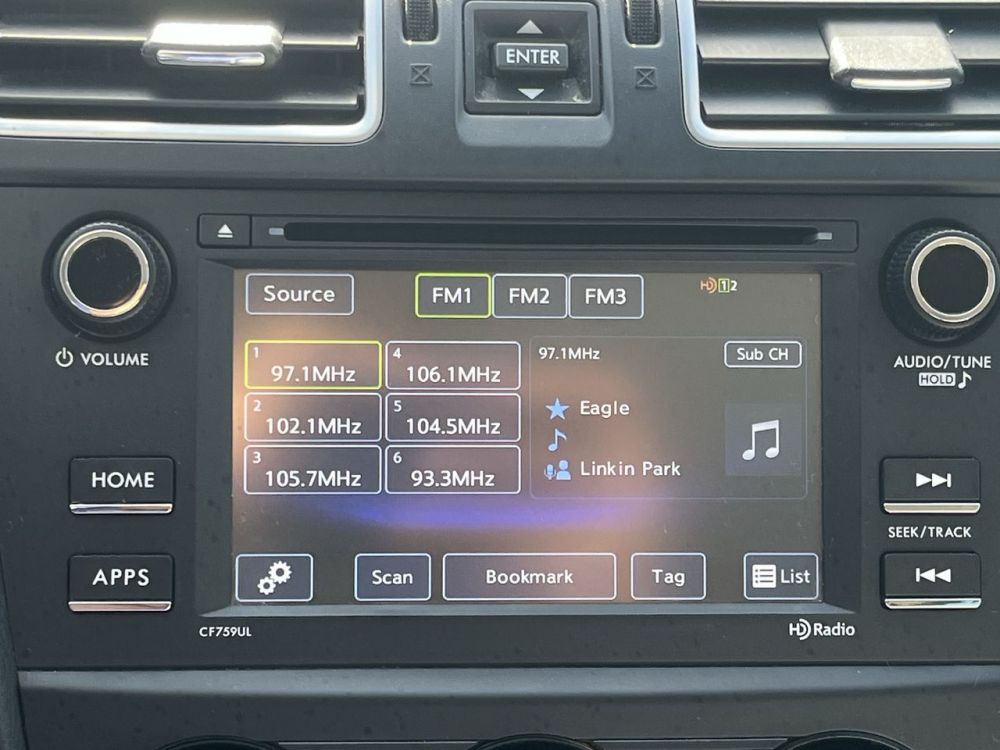 ENTER
Source
FM1
FM2
FM3
HD 1 2
1 97.1MHz
4 106.1MHz
2 102.1MHz
5 104.5MHz
3 105.7MHz
6 93.3MHz
97.1MHz
Sub CH
Eagle
Linkin Park
VOLUME
AUDIO/TUNE
HOLD
HOME
APPS
SEEK/TRACK
Scan
Bookmark
Tag
List
CF759UL
HD Radio